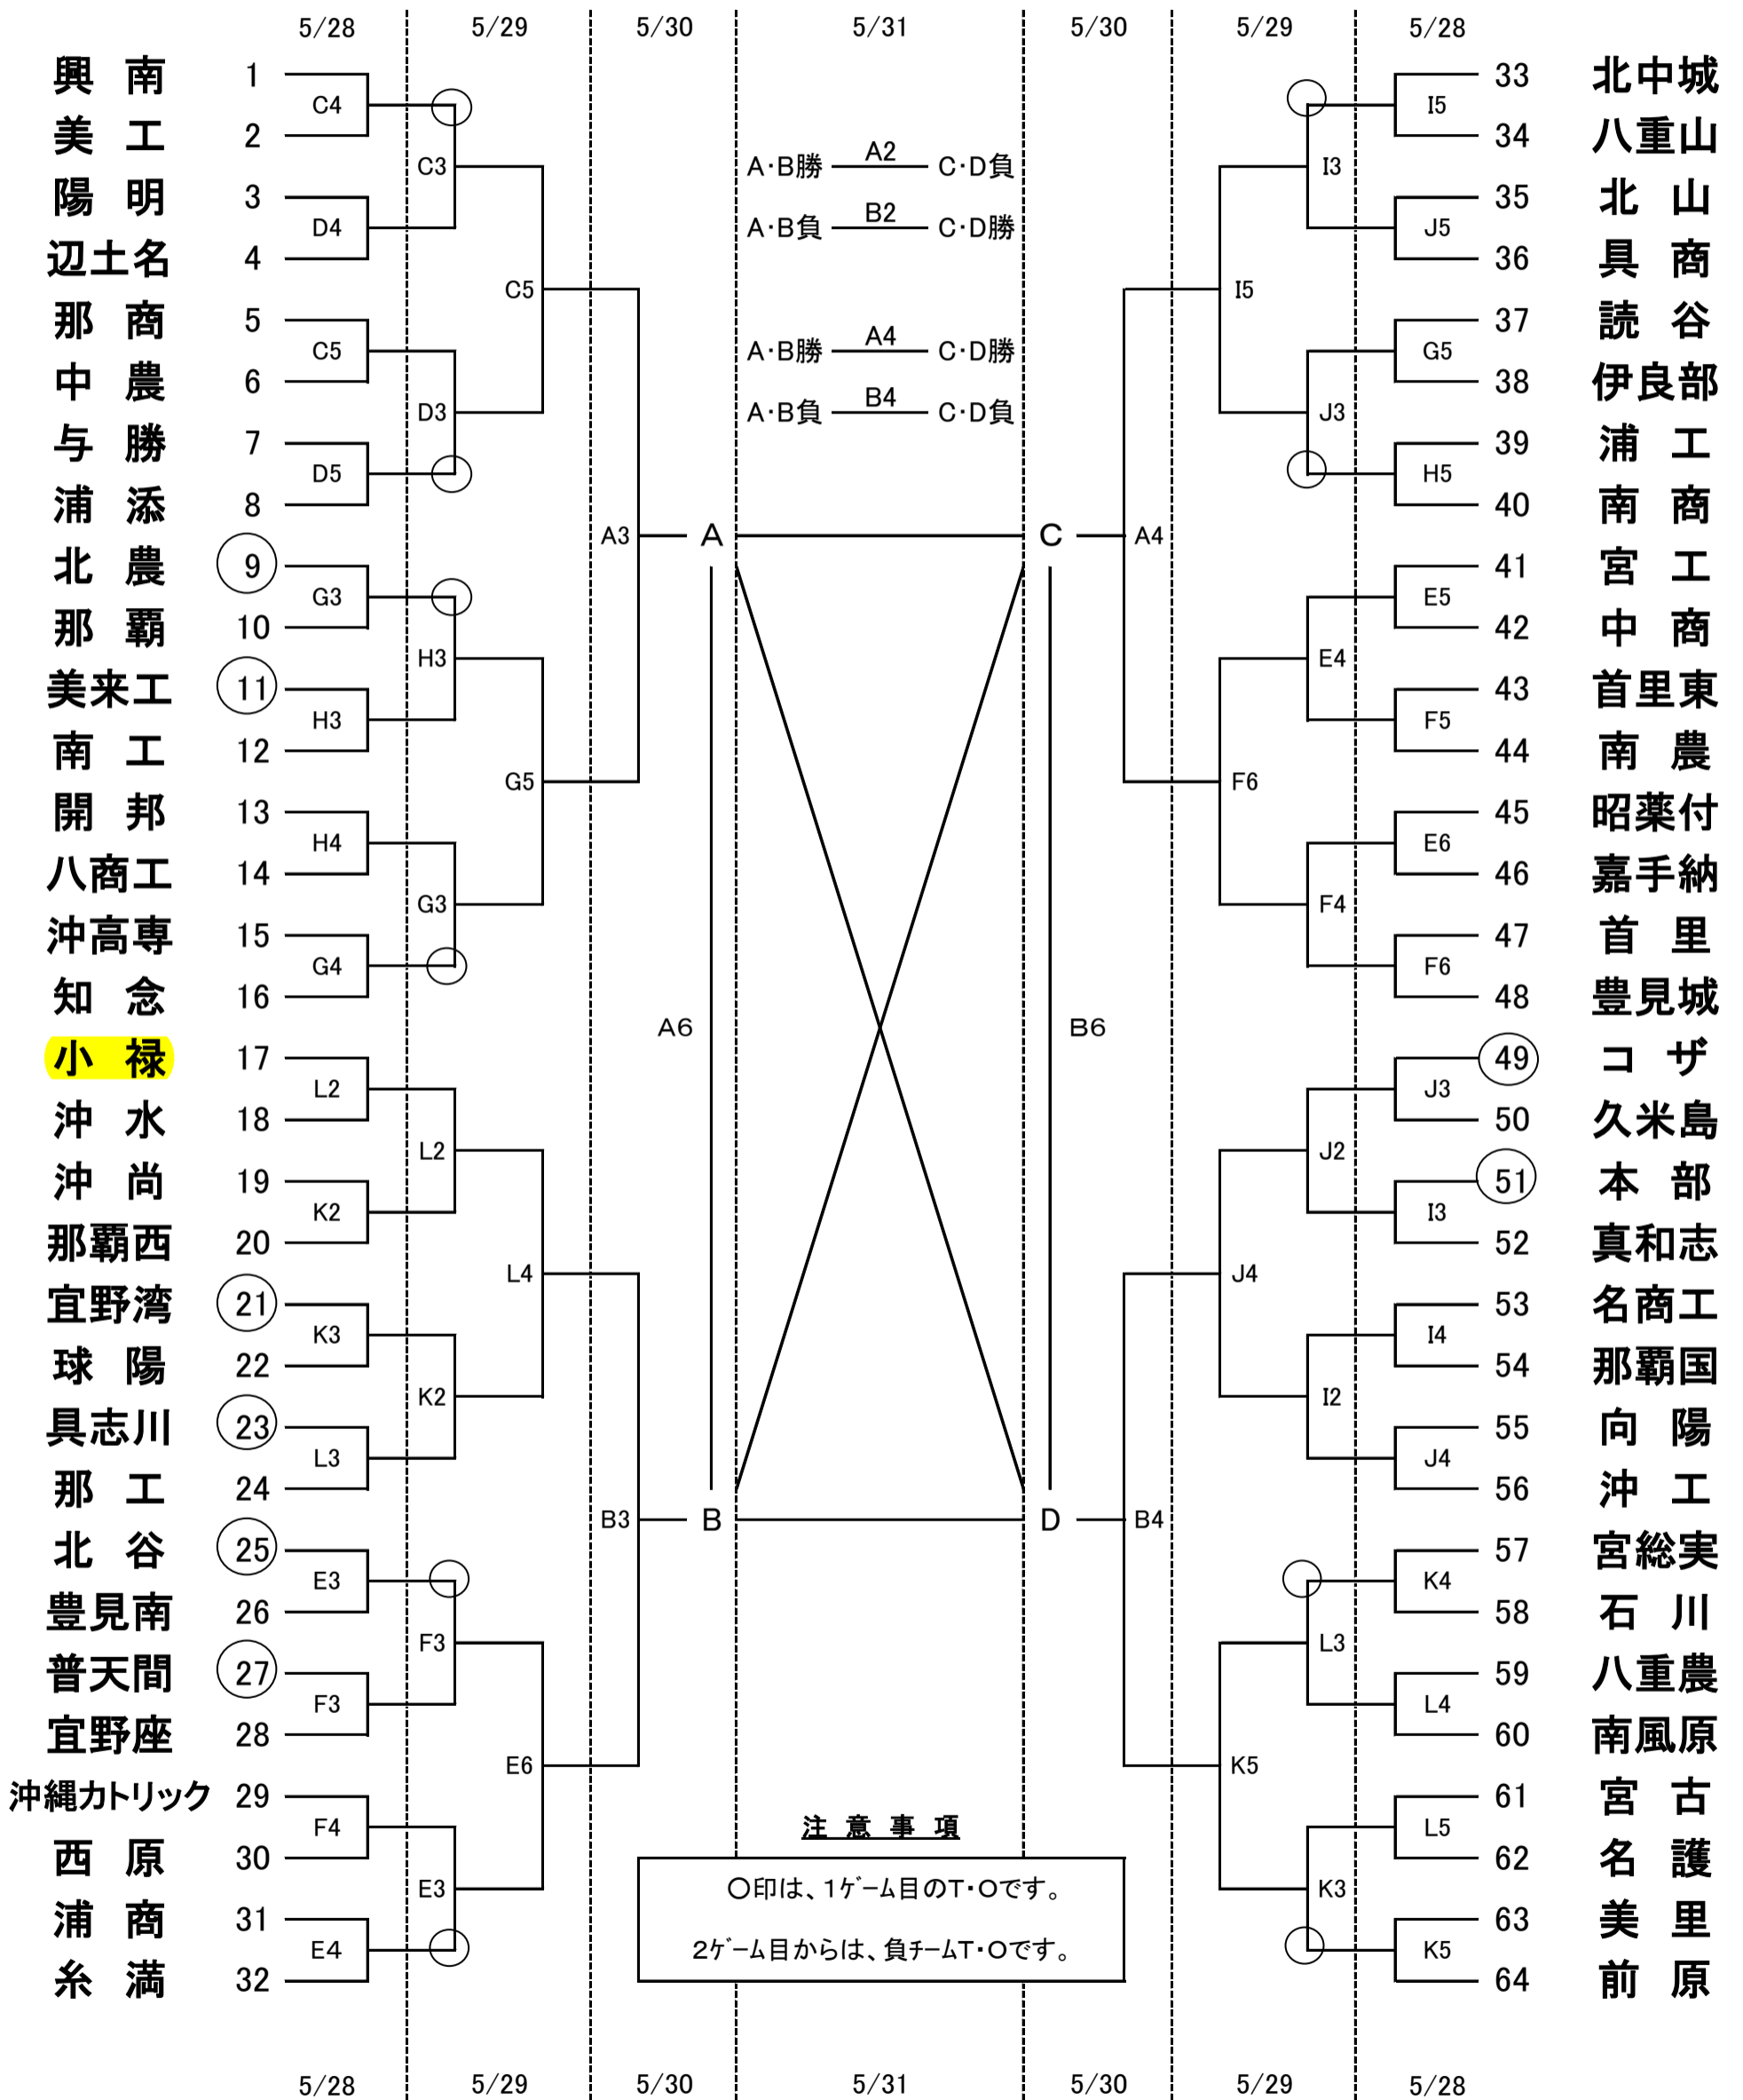 5/28 5/29 5/30 5/31 5/30 5/29 5/28
興南 1
C4
美工 2
C3
陽明 3
D4
辺土名 4
C5
那商 5
C5
中農 6
D3
与勝 7
D5
浦添 8
A3
北農 9
G3
那覇 10
H3
美来工 11
H3
南工 12
G5
開邦 13
H4
八商工 14
G3
沖高専 15
G4
知念 16
小禄 17
L2
沖水 18
L2
沖尚 19
K2
那覇西 20
L4
宜野湾 21
K3
球陽 22
K2
具志川 23
L3
那工 24
B3
北谷 25
E3
豊見南 26
F3
普天間 27
F3
宜野座 28
E6
沖縄カトリック 29
F4
西原 30
E3
浦商 31
E4
糸満 32
A・B勝 A2 C・D負
A・B負 B2 C・D勝
A・B勝 A4 C・D勝
A・B負 B4 C・D負
A C
A6 B6
B D
注意事項
〇印は、1ゲーム目のT・Oです。
2ゲーム目からは、負チームT・Oです。
33 北中城
I5
34 八重山
I3
35 北山
J5
36 具商
I5
37 読谷
G5
38 伊良部
J3
39 浦工
H5
40 南商
A4
41 宮工
E5
42 中商
E4
43 首里東
F5
44 南農
F6
45 昭薬付
E6
46 嘉手納
F4
47 首里
F6
48 豊見城
49 コザ
J3
50 久米島
J2
51 本部
I3
52 真和志
J4
53 名商工
I4
54 那覇国
I2
55 向陽
J4
56 沖工
B4
57 宮総実
K4
58 石川
L3
59 八重農
L4
60 南風原
K5
61 宮古
L5
62 名護
K3
63 美里
K5
64 前原
5/28 5/29 5/30 5/31 5/30 5/29 5/28